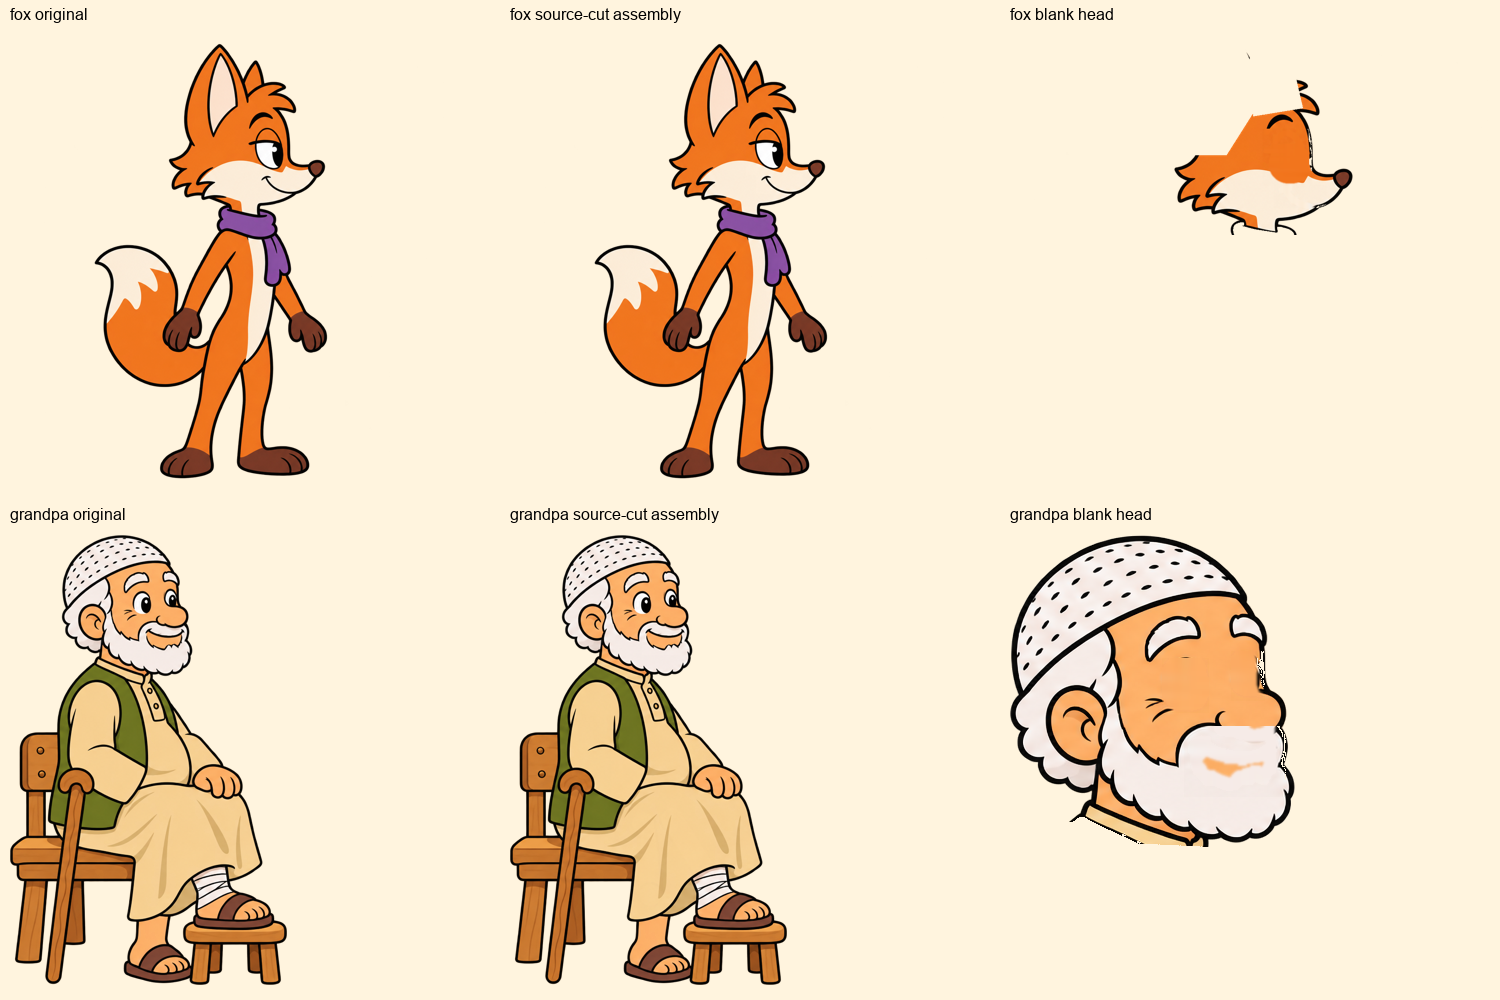 fox original
fox source-cut assembly
fox blank head
grandpa original
grandpa source-cut assembly
grandpa blank head